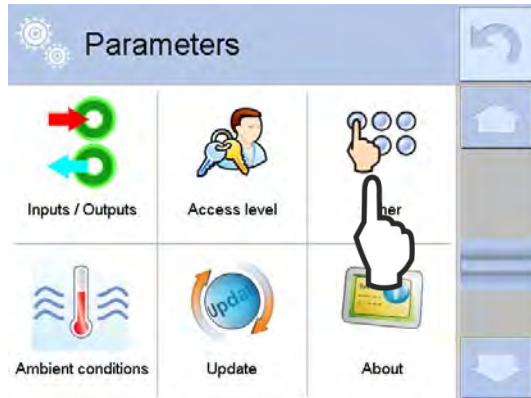 Parameters
Inputs / Outputs
Access level
Ambient conditions
Update
About